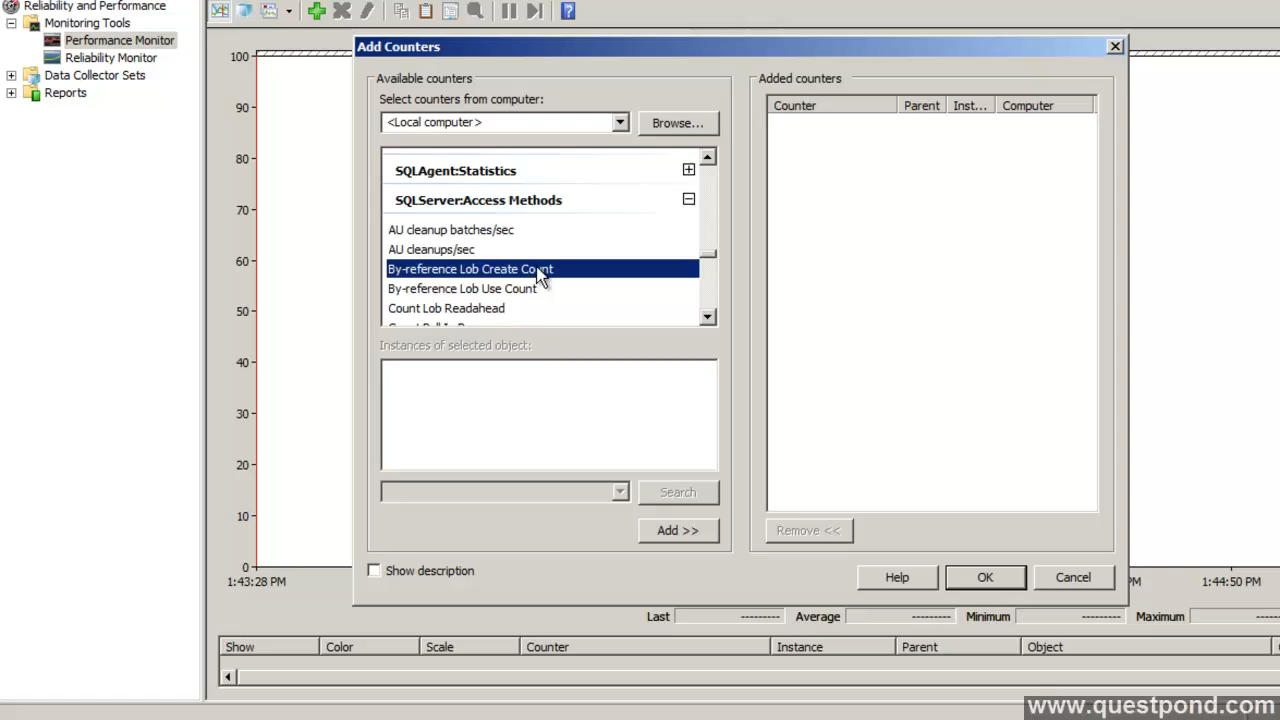 Reliability and Performance
Monitoring Tools
Performance Monitor
Reliability Monitor
Data Collector Sets
Reports
100
90
80
70
60
50
40
30
20
10
0
1:43:28 PM
Add Counters
Available counters
Select counters from computer:
<Local computer>
Browse...
SQLAgent:Statistics
SQLServer:Access Methods
AU cleanup batches/sec
AU cleanups/sec
By-reference Lob Create Count
By-reference Lob Use Count
Count Lob Readahead
Instances of selected object:
Search
Add >>
Show description
Added counters
Counter Parent Inst... Computer
Remove <<
Help OK Cancel
PM 1:44:50 PM
Last --------- Average --------- Minimum --------- Maximum
Show Color Scale Counter Instance Parent Object
www.questpond.com